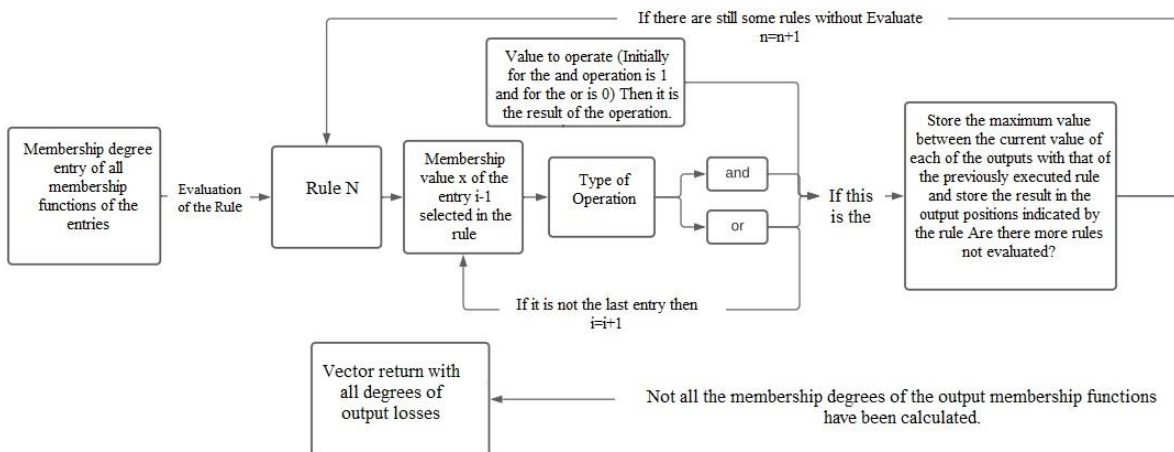 If there are still some rules without Evaluate
n=n+1
Value to operate (Initially
for the and operation is 1
and for the or is 0) Then it is
the result of the operation.
Membership degree
entry of all
membership
functions of the
entries
Evaluation
of the Rule
Rule N
Membership
value x of the
entry i-1
selected in the
rule
Type of
Operation
and
or
If this
is the
Store the maximum value
between the current value of
each of the outputs with that of
the previously executed rule
and store the result in the
output positions indicated by
the rule Are there more rules
not evaluated?
If it is not the last entry then
i=i+1
Vector return with
all degrees of
output losses
Not all the membership degrees of the output membership functions
have been calculated.